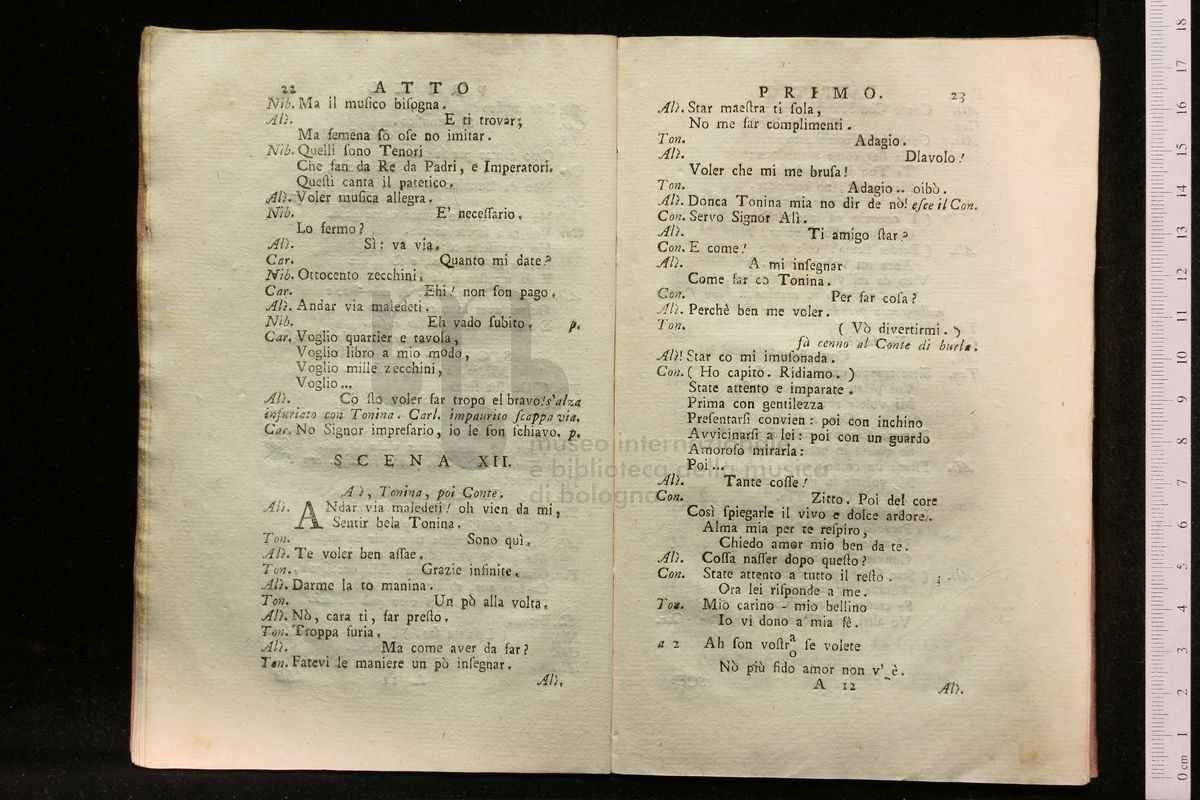 22 ATTO
Nib. Ma il muſico biſogna.
Alì. E ti trovar;
Ma femena ſo oſe no imitar.
Nib. Quelli ſono Tenori
Che fan da Re da Padri, e Imperatori.
Queſti canta il patetico.
Alì. Voler muſica allegra.
Nib. E' neceſſario.
Lo fermo?
Alì. Sì: va via.
Car. Quanto mi date?
Nib. Ottocento zecchini.
Car. Ehi! non ſon pago.
Alì. Andar via maledeti.
Nib. Eh vado ſubito. p.
Car. Voglio quartier e tavola,
Voglio libro a mio modo,
Voglio mille zecchini,
Voglio...
Alì. Co ſto voler far tropo el bravo! s'alza
infuriato con Tonina. Carl. impaurito ſcappa via.
Car. No Signor impreſario, io le ſon ſchiavo. p.
SCENA XII.
Alì, Tonina, poi Conte.
Alì. ANdar via maledeti! oh vien da mi,
Sentir bela Tonina.
Ton. Sono quì.
Alì. Te voler ben aſſae.
Ton. Grazie infinite.
Alì. Darme la to manina.
Ton. Un pò alla volta.
Alì. Nò, cara ti, far preſto.
Ton. Troppa furia.
Alì. Ma come aver da far?
Ton. Fatevi le maniere un pò inſegnar.
Alì.
PRIMO. 23
Alì. Star maeſtra ti ſola,
No me far complimenti.
Ton. Adagio.
Alì. Diavolo!
Voler che mi me bruſa!
Ton. Adagio.. oibò.
Alì. Donca Tonina mia no dir de nò! eſce il Con.
Con. Servo Signor Alì.
Alì. Ti amigo ſtar?
Con. E come!
Alì. A mi inſegnar
Come far co Tonina.
Con. Per far coſa?
Alì. Perchè ben me voler.
Ton. (Vò divertirmi.)
fà cenno al Conte di burla.
Alì! Star co mi imuſonada.
Con. (Ho capito. Ridiamo.)
State attento e imparate.
Prima con gentilezza
Preſentarſi convien: poi con inchino
Avvicinarſi a lei: poi con un guardo
Amoroſo mirarla:
Poi...
Alì. Tante coſſe!
Con. Zitto. Poi del core
Così ſpiegarle il vivo e dolce ardore.
Alma mia per te reſpiro,
Chiedo amor mio ben da te.
Alì. Coſſa naſſer dopo queſto?
Con. State attento a tutto il reſto.
Ora lei riſponde a me.
Ton. Mio carino - mio bellino
Io vi dono a mia fè.
a 2 Ah ſon voſtr a/o ſe volete
Nò più fido amor non v'è.
A 12 Alì.
museo internazionale
e biblioteca della musica
di bologna